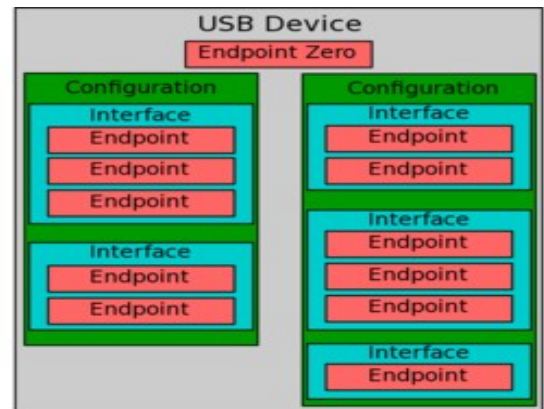 USB Device
Endpoint Zero
Configuration
Interface
Endpoint
Endpoint
Endpoint
Interface
Endpoint
Endpoint
Configuration
Interface
Endpoint
Endpoint
Interface
Endpoint
Endpoint
Endpoint
Interface
Endpoint